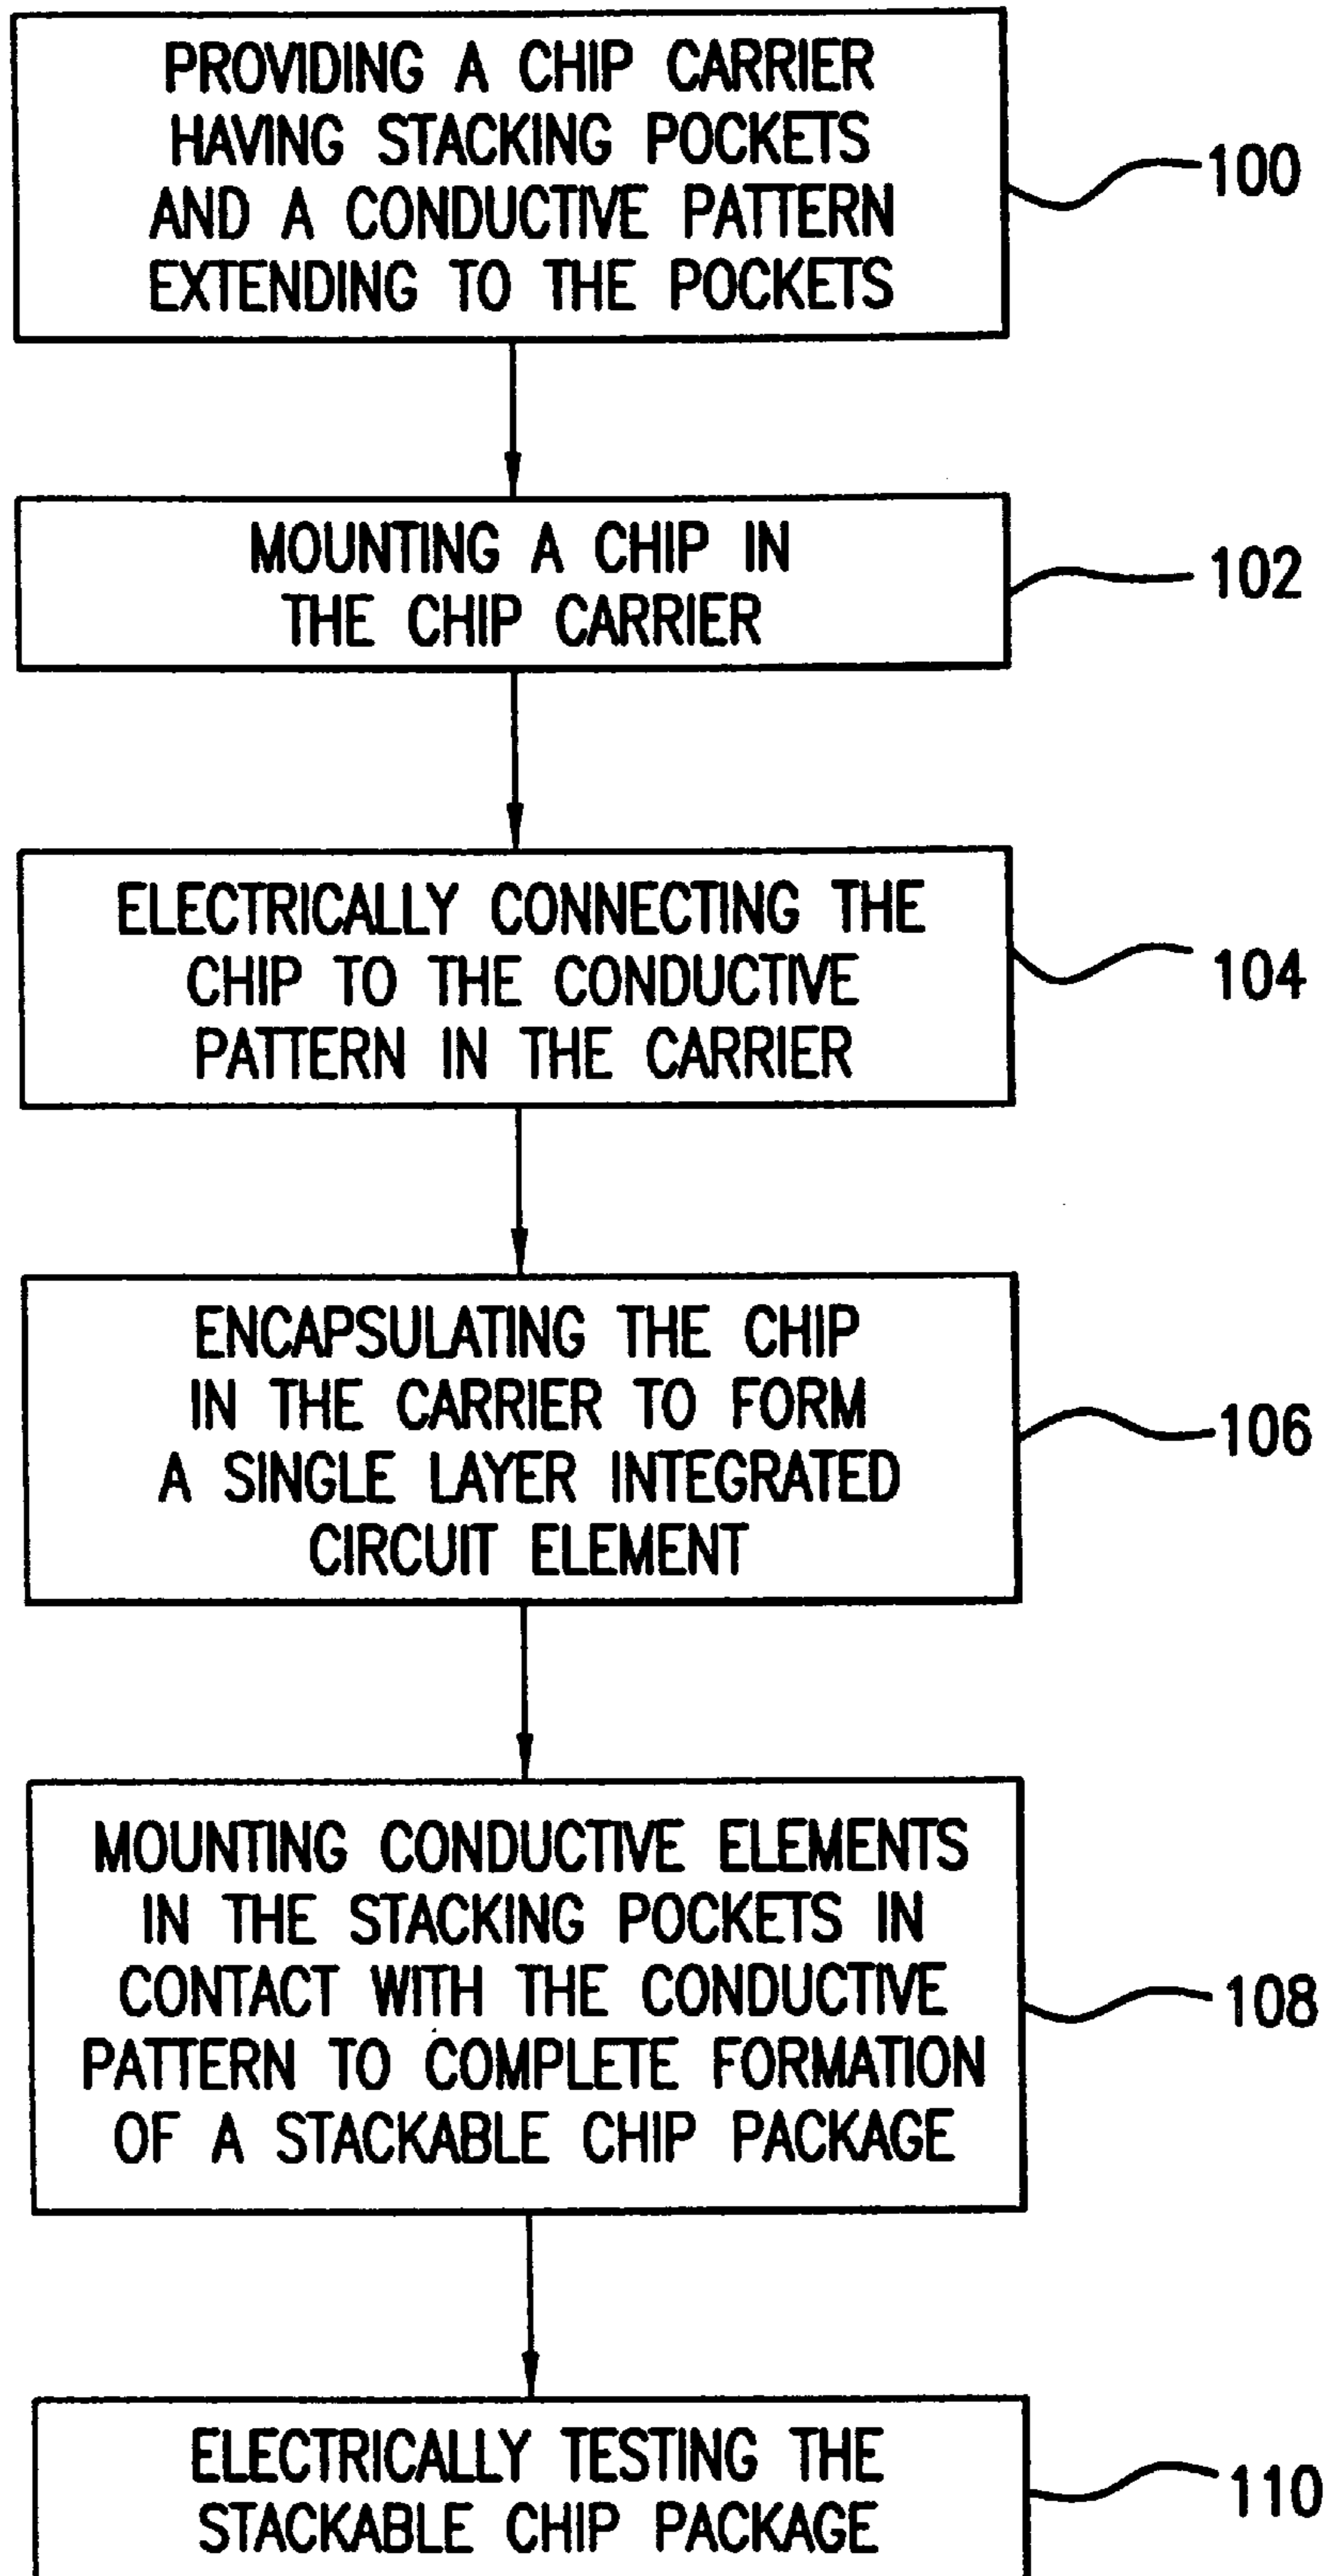 PROVIDING A CHIP CARRIER
HAVING STACKING POCKETS
AND A CONDUCTIVE PATTERN
EXTENDING TO THE POCKETS
100
MOUNTING A CHIP IN
THE CHIP CARRIER
102
ELECTRICALLY CONNECTING THE
CHIP TO THE CONDUCTIVE
PATTERN IN THE CARRIER
104
ENCAPSULATING THE CHIP
IN THE CARRIER TO FORM
A SINGLE LAYER INTEGRATED
CIRCUIT ELEMENT
106
MOUNTING CONDUCTIVE ELEMENTS
IN THE STACKING POCKETS IN
CONTACT WITH THE CONDUCTIVE
PATTERN TO COMPLETE FORMATION
OF A STACKABLE CHIP PACKAGE
108
ELECTRICALLY TESTING THE
STACKABLE CHIP PACKAGE
110